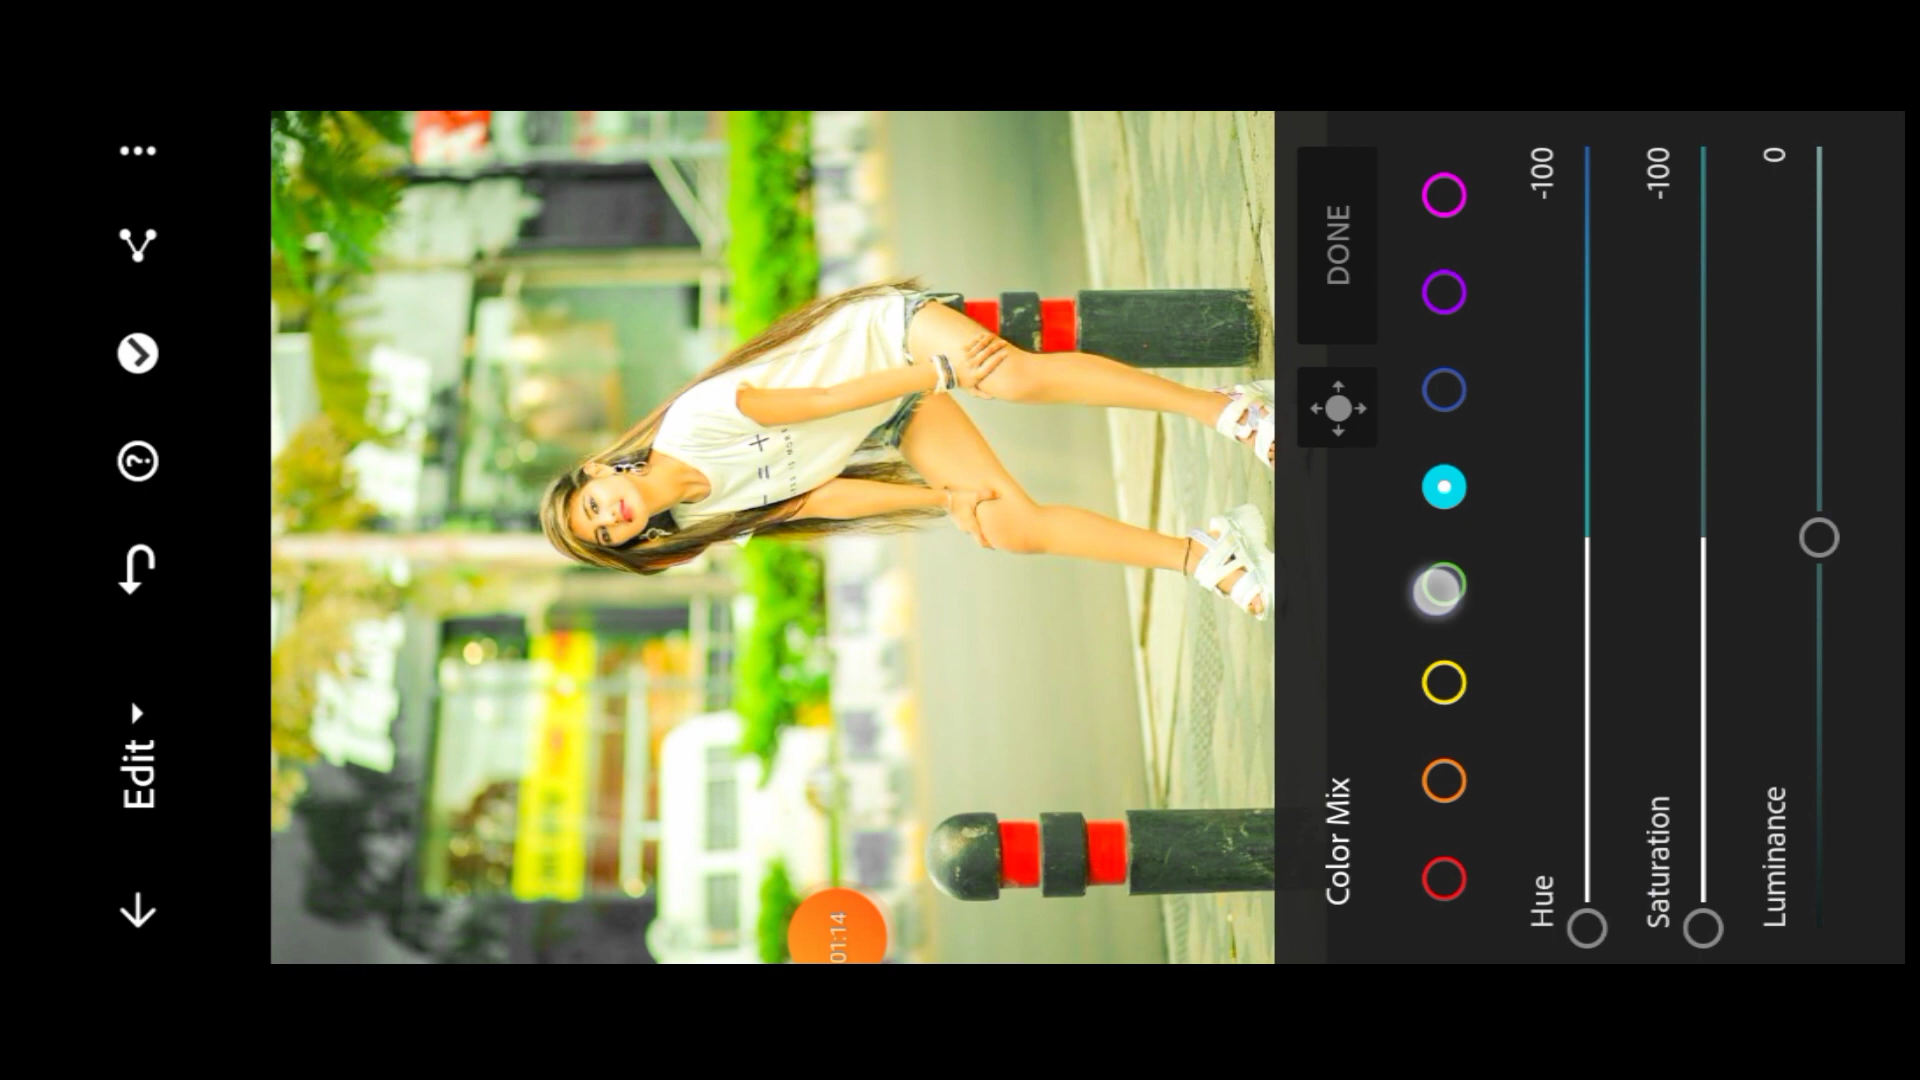 Edit
01:14
Color Mix
DONE
Hue
-100
Saturation
-100
Luminance
0